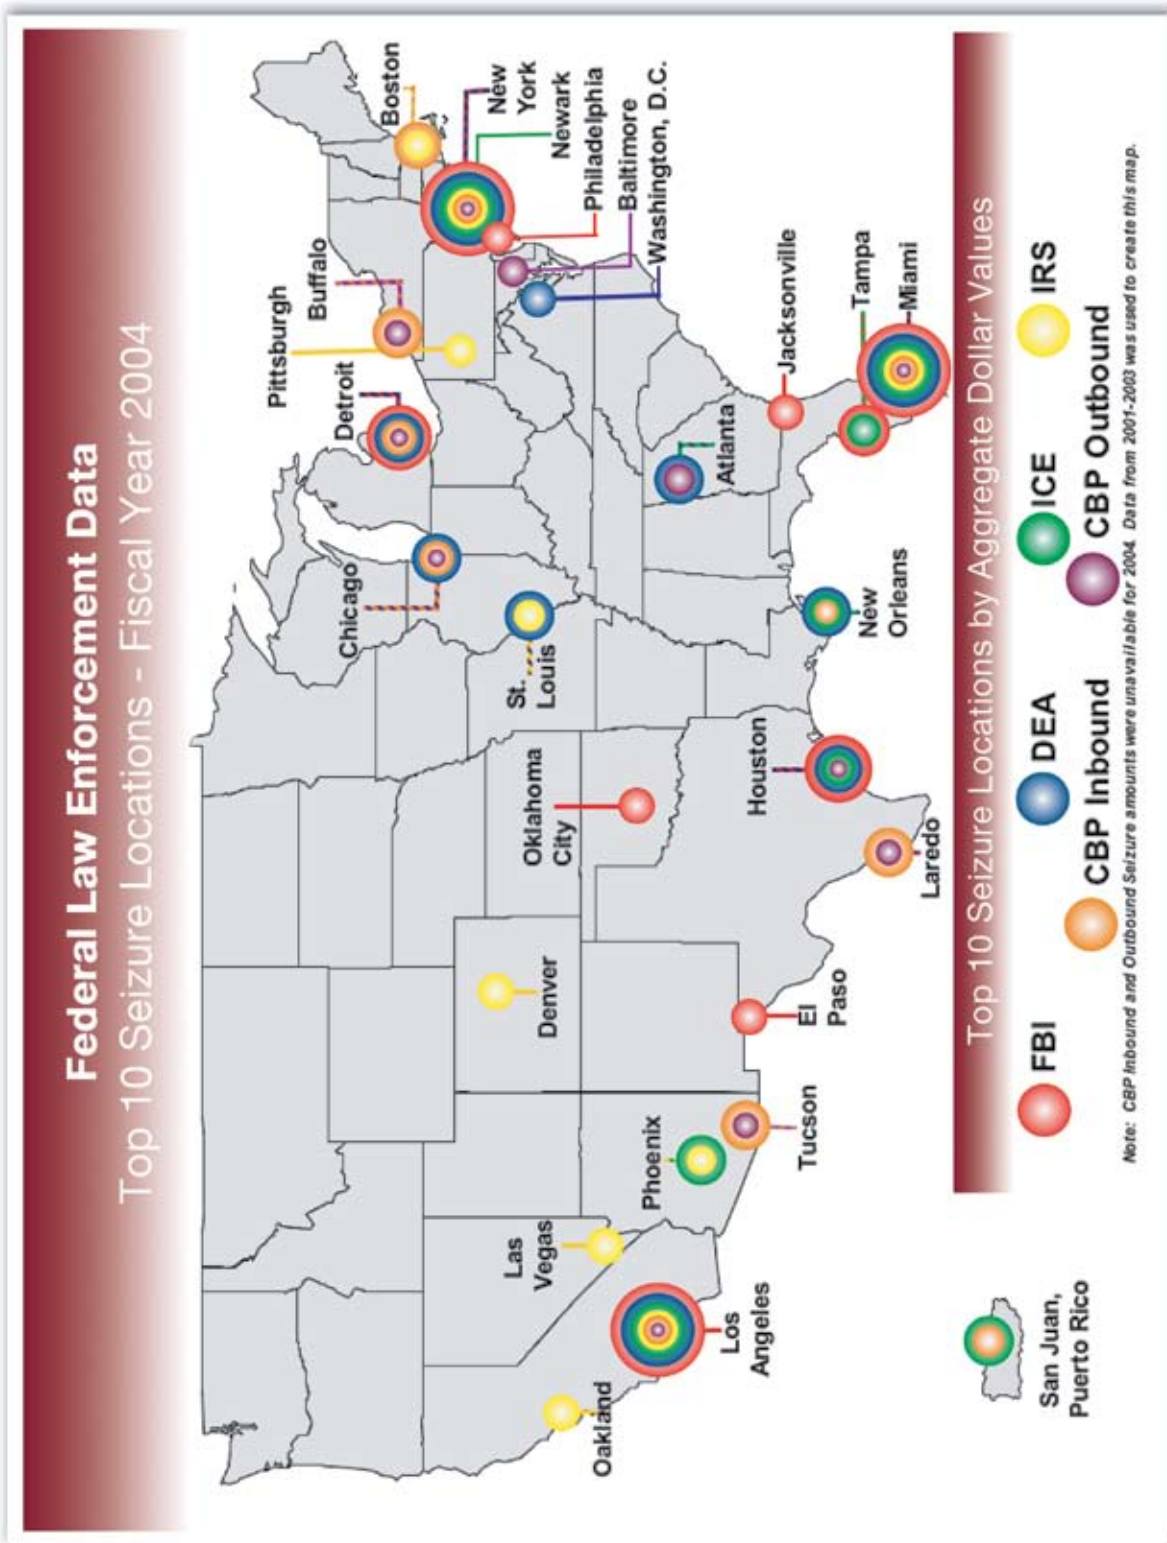 Federal Law Enforcement Data
Top 10 Seizure Locations - Fiscal Year 2004
Boston
New
York
Newark
Philadelphia
Baltimore
Washington, D.C.
Buffalo
Pittsburgh
Detroit
Chicago
St.
Louis
Atlanta
Jacksonville
Tampa
Miami
New
Orleans
Houston
Laredo
Oklahoma
City
Denver
El
Paso
Tucson
Phoenix
Las
Vegas
Los
Angeles
Oakland
San Juan,
Puerto Rico
Top 10 Seizure Locations by Aggregate Dollar Values
FBI
DEA
ICE
IRS
CBP Inbound
CBP Outbound
Note: CBP Inbound and Outbound Seizure amounts were unavailable for 2004. Data from 2001-2003 was used to create this map.